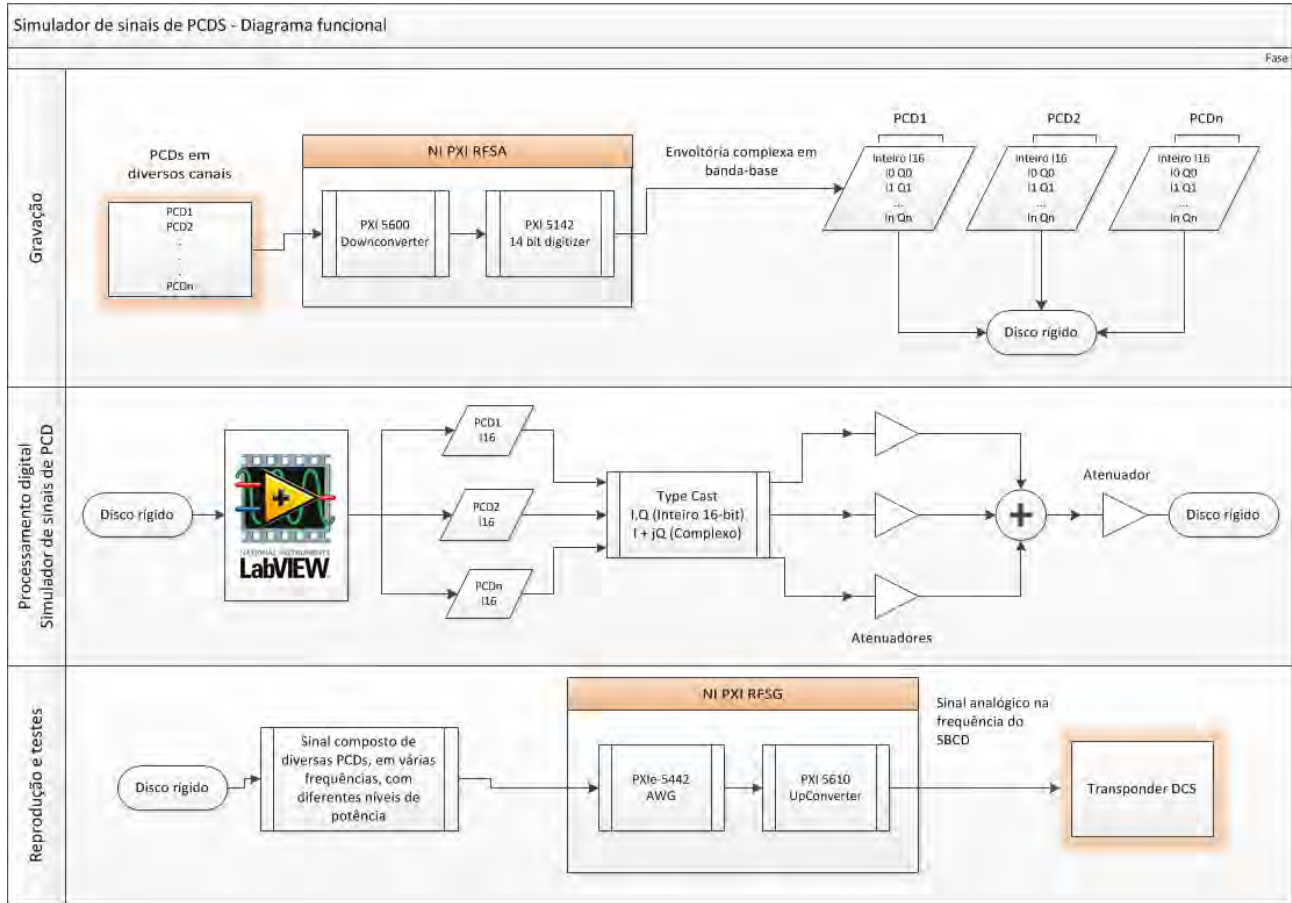 Simulador de sinais de PCDS - Diagrama funcional
Fase
Gravação
PCDs em
diversos canais
PCD1
PCD2
.
.
.
PCDn
NI PXI RFSA
PXI 5600
Downconverter
PXI 5142
14 bit digitizer
Envoltória complexa em
banda-base
PCD1
Inteiro I16
I0 Q0
I1 Q1
...
In Qn
PCD2
Inteiro I16
I0 Q0
I1 Q1
...
In Qn
PCDn
Inteiro I16
I0 Q0
I1 Q1
...
In Qn
Disco rígido
Processamento digital
Simulador de sinais de PCD
Disco rígido
NATIONAL INSTRUMENTS
LabVIEW
PCD1
I16
PCD2
I16
PCDn
I16
Type Cast
I,Q (Inteiro 16-bit)
I + jQ (Complexo)
Atenuadores
+
Atenuador
Disco rígido
Reprodução e testes
Disco rígido
Sinal composto de
diversas PCDs, em várias
frequências, com
diferentes níveis de
potência
NI PXI RFSG
PXIe-5442
AWG
PXI 5610
UpConverter
Sinal analógico na
frequência do
SBCD
Transponder DCS